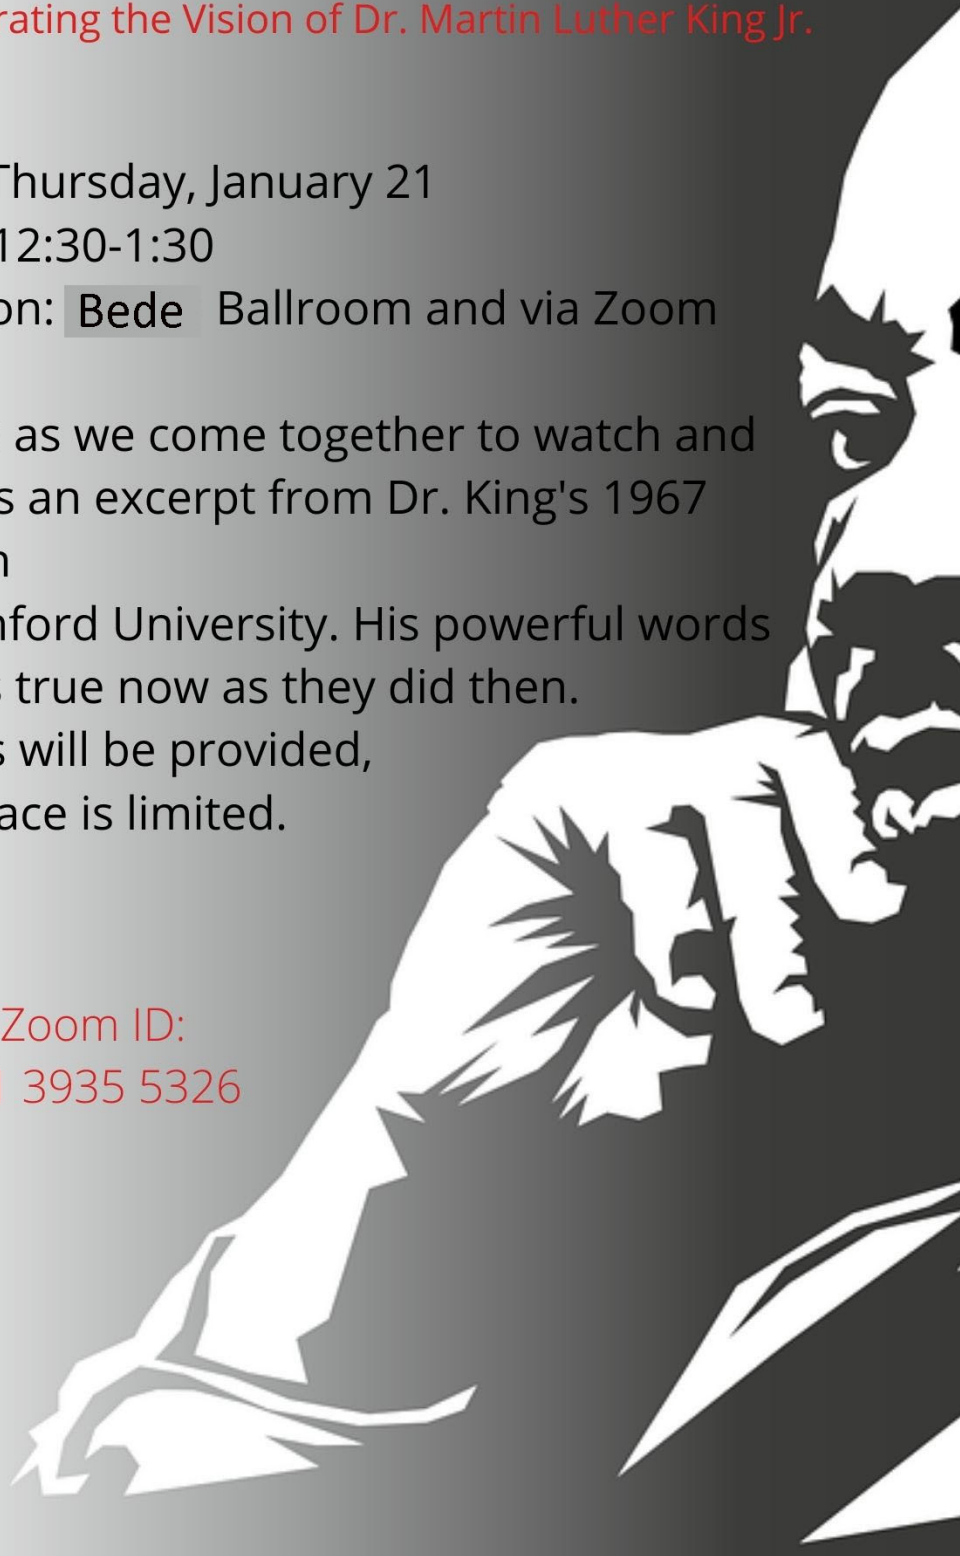 rating the Vision of Dr. Martin Luther King Jr.
Thursday, January 21
12:30-1:30
on: Bede Ballroom and via Zoom
as we come together to watch and
s an excerpt from Dr. King's 1967
n
nford University. His powerful words
s true now as they did then.
s will be provided,
ace is limited.
Zoom ID:
3935 5326